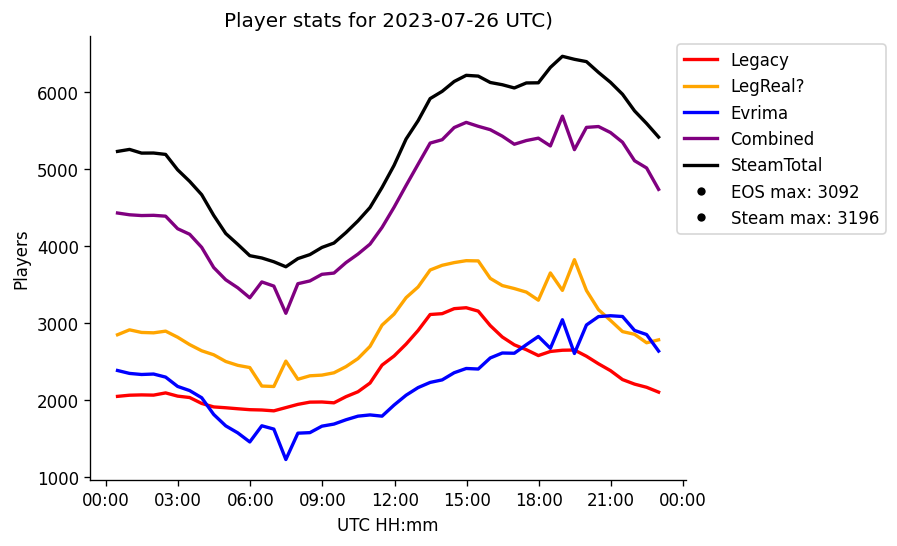 Player stats for 2023-07-26 UTC)
Players
6000
5000
4000
3000
2000
1000
00:00 03:00 06:00 09:00 12:00 15:00 18:00 21:00 00:00
UTC HH:mm
Legacy
LegReal?
Evrima
Combined
SteamTotal
EOS max: 3092
Steam max: 3196